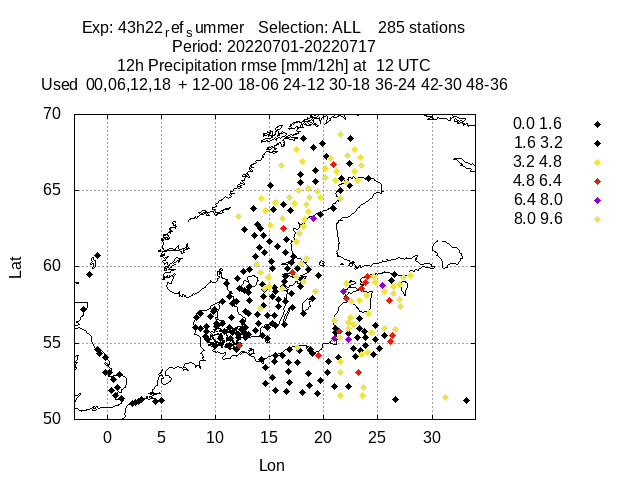 Exp: 43h22refsummer   Selection: ALL    285 stations
Period: 20220701-20220717
12h Precipitation rmse [mm/12h] at  12 UTC
Used  00,06,12,18  + 12-00 18-06 24-12 30-18 36-24 42-30 48-36
70
65
60
55
50
0 5 10 15 20 25 30
Lat
Lon
0.0 1.6
1.6 3.2
3.2 4.8
4.8 6.4
6.4 8.0
8.0 9.6